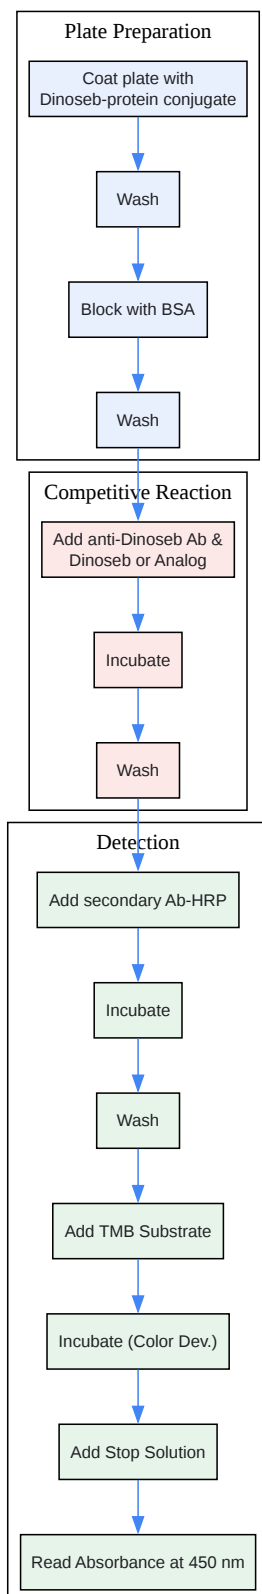 Plate Preparation
Coat plate with
Dinoseb-protein conjugate
Wash
Block with BSA
Wash
Competitive Reaction
Add anti-Dinoseb Ab &
Dinoseb or Analog
Incubate
Wash
Detection
Add secondary Ab-HRP
Incubate
Wash
Add TMB Substrate
Incubate (Color Dev.)
Add Stop Solution
Read Absorbance at 450 nm